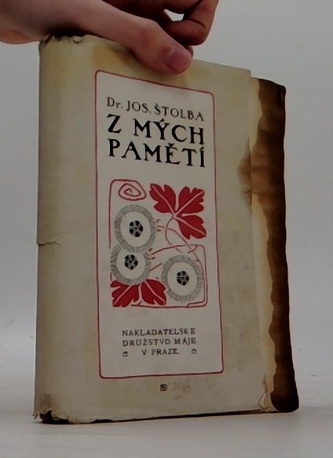 Dr. JOS. ŠTOLBA
Z MÝCH
PAMĚTÍ
NAKLADATELSKÉ
DRUŽSTVO MÁJE
V PRAZE.